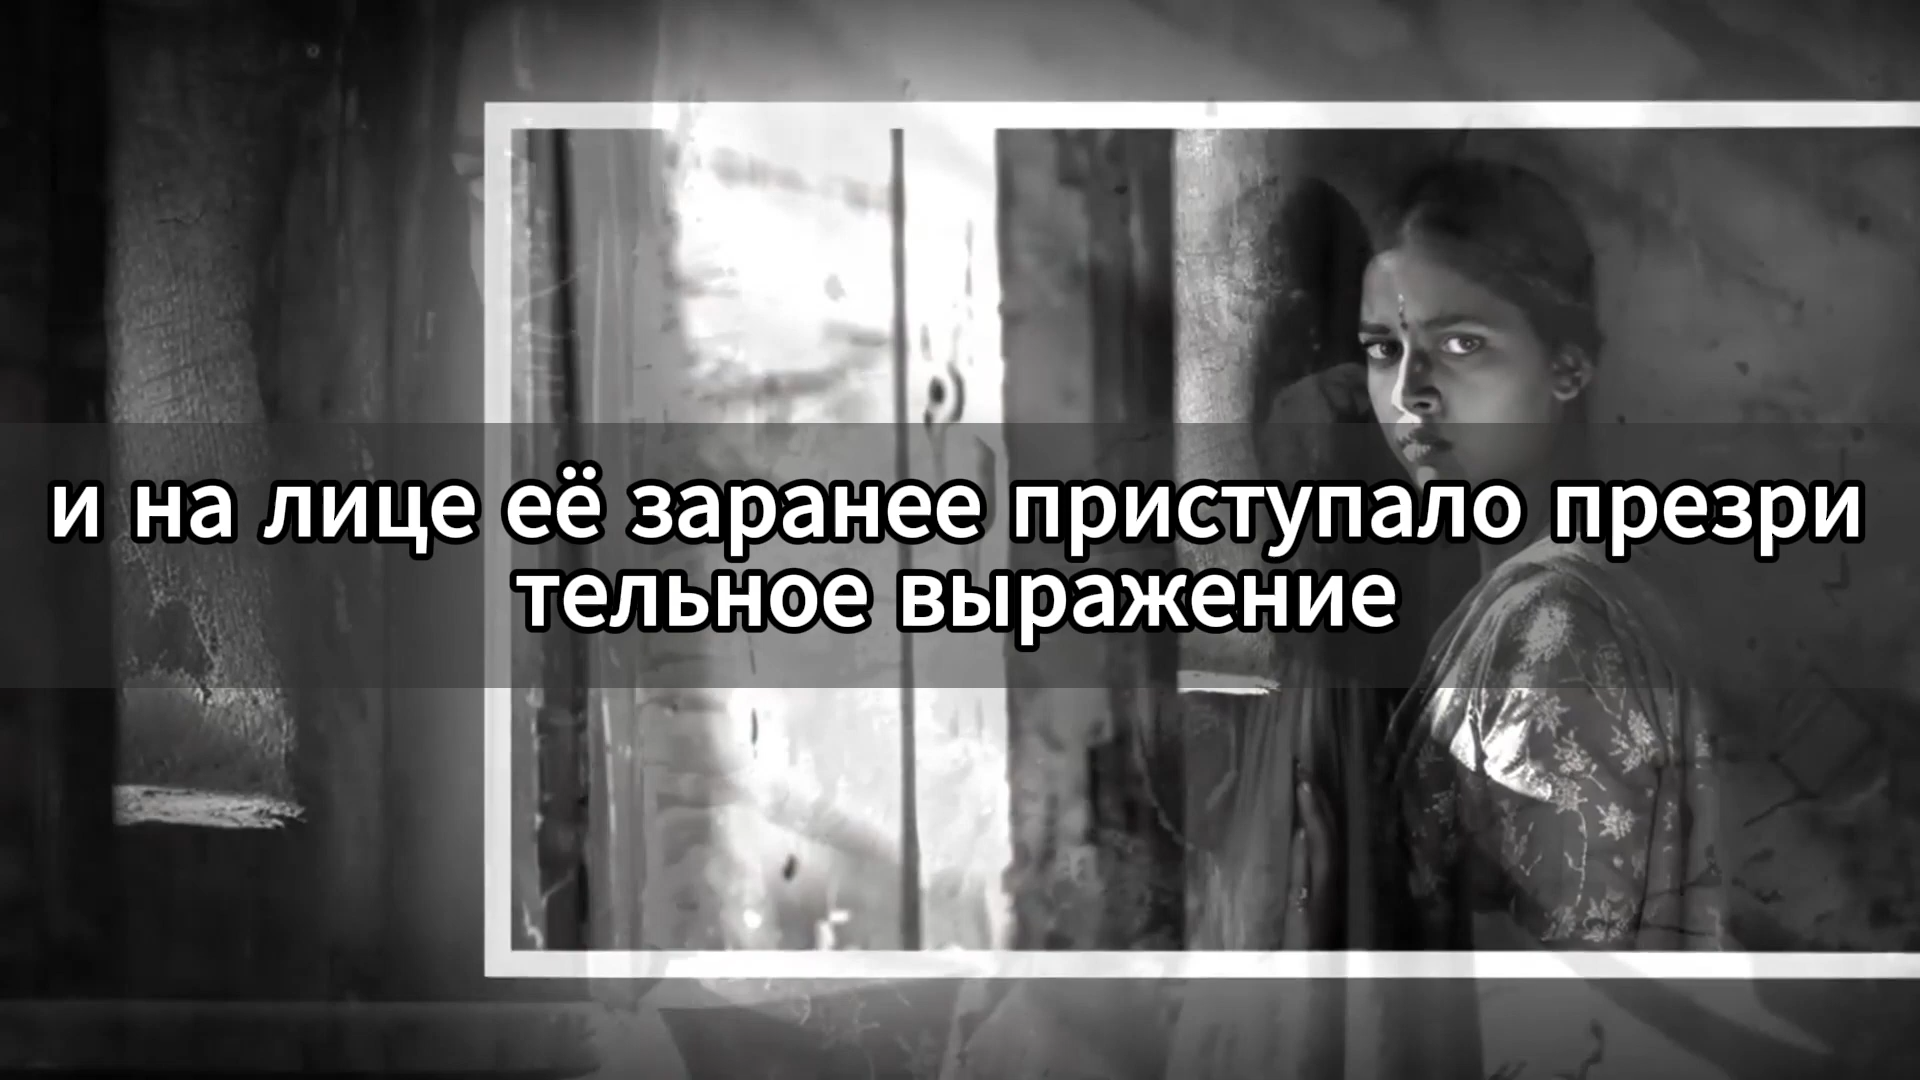 и на лице её заранее приступало презри
тельное выражение